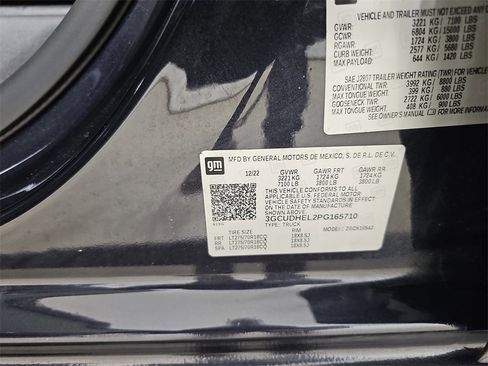 VEHICLE AND TRAILER MUST NOT EXCEED ANY
GVWR: 3221 KG / 7100 LBS
GCWR: 6804 KG / 15000 LBS
RGAWR: 1724 KG / 3800 LBS
CURB WEIGHT: 2577 KG / 5680 LBS
MAX PAYLOAD: 644 KG / 1420 LBS
SAE J2807 TRAILER WEIGHT RATING (TWR) FOR
CONVENTIONAL TWR: 3992 KG / 8800 LBS
MAX TONGUE WEIGHT: 399 KG / 880 LBS
GOOSENECK TWR: 2722 KG / 6000 LBS
MAX TONGUE WEIGHT: 408 KG / 900 LBS
SEE OWNER'S MANUAL FOR MORE
gm MFD BY GENERAL MOTORS DE MEXICO, S. DE R.L. DE C.V.
12/22 GVWR GAWR FRT GAWR RR
3221 KG 1724 KG 1724 KG
7100 LB 3800 LB 3800 LB
THIS VEHICLE CONFORMS TO ALL
APPLICABLE U.S. FEDERAL MOTOR
VEHICLE SAFETY STANDARDS IN EFFECT
ON THE DATE OF MANUFACTURE SHOWN ABOVE.
3GCUDHEL2PG165710
TYPE: TRUCK
TIRE SIZE RIM MODEL:
FRT LT275/70R18CQ 18X8.5J
RR LT275/70R18CQ 18X8.5J
SPA LT275/70R18CQ 18X8.5J